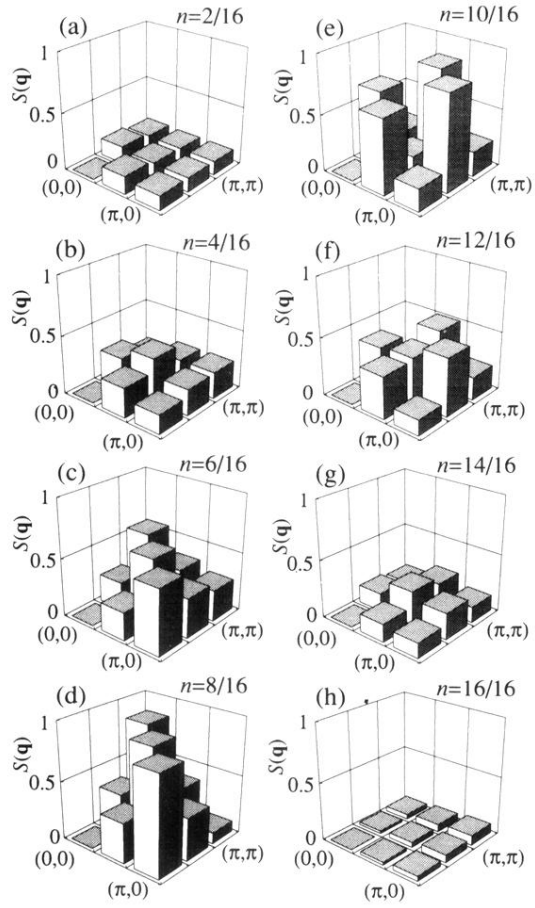 (a) n=2/16
1
0.5
0
S(q)
(0,0)
(π,0)
(π,π)
(b) n=4/16
1
0.5
0
S(q)
(0,0)
(π,0)
(π,π)
(c) n=6/16
1
0.5
0
S(q)
(0,0)
(π,0)
(π,π)
(d) n=8/16
1
0.5
0
S(q)
(0,0)
(π,0)
(π,π)
(e) n=10/16
1
0.5
0
S(q)
(0,0)
(π,0)
(π,π)
(f) n=12/16
1
0.5
0
S(q)
(0,0)
(π,0)
(π,π)
(g) n=14/16
1
0.5
0
S(q)
(0,0)
(π,0)
(π,π)
(h) n=16/16
1
0.5
0
S(q)
(0,0)
(π,0)
(π,π)